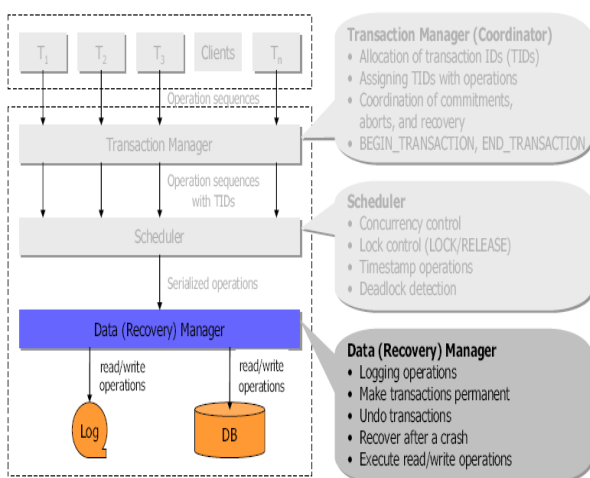 T1
T2
T3
Clients
Tn
Operation sequences
Transaction Manager
Operation sequences
with TIDs
Scheduler
Serialized operations
Data (Recovery) Manager
read/write
operations
read/write
operations
Log
DB
Transaction Manager (Coordinator)
• Allocation of transaction IDs (TIDs)
• Assigning TIDs with operations
• Coordination of commitments,
aborts, and recovery
• BEGIN_TRANSACTION, END_TRANSACTION
Scheduler
• Concurrency control
• Lock control (LOCK/RELEASE)
• Timestamp operations
• Deadlock detection
Data (Recovery) Manager
• Logging operations
• Make transactions permanent
• Undo transactions
• Recover after a crash
• Execute read/write operations